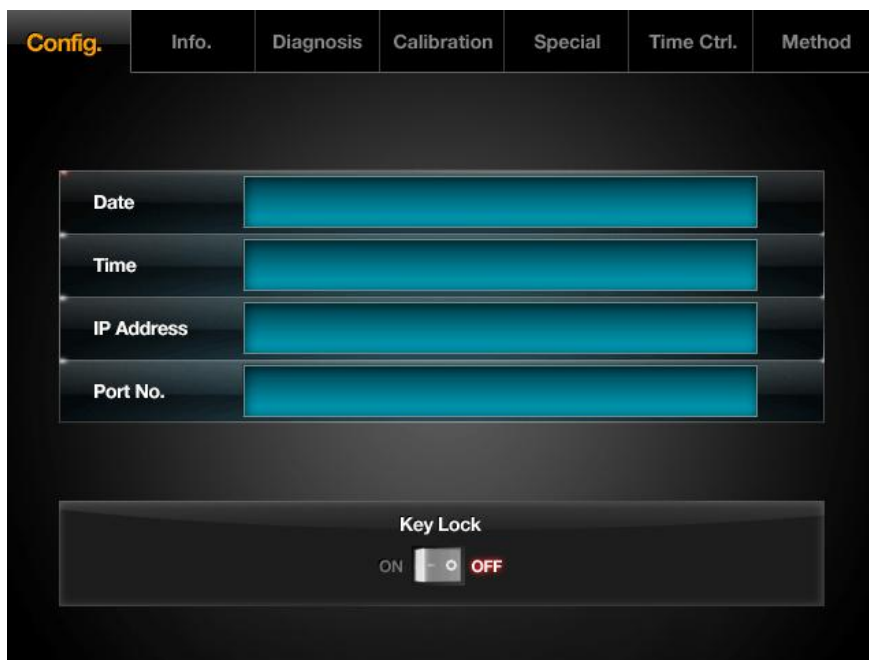 Config. Info. Diagnosis Calibration Special Time Ctrl. Method
Date
Time
IP Address
Port No.
Key Lock
ON OFF